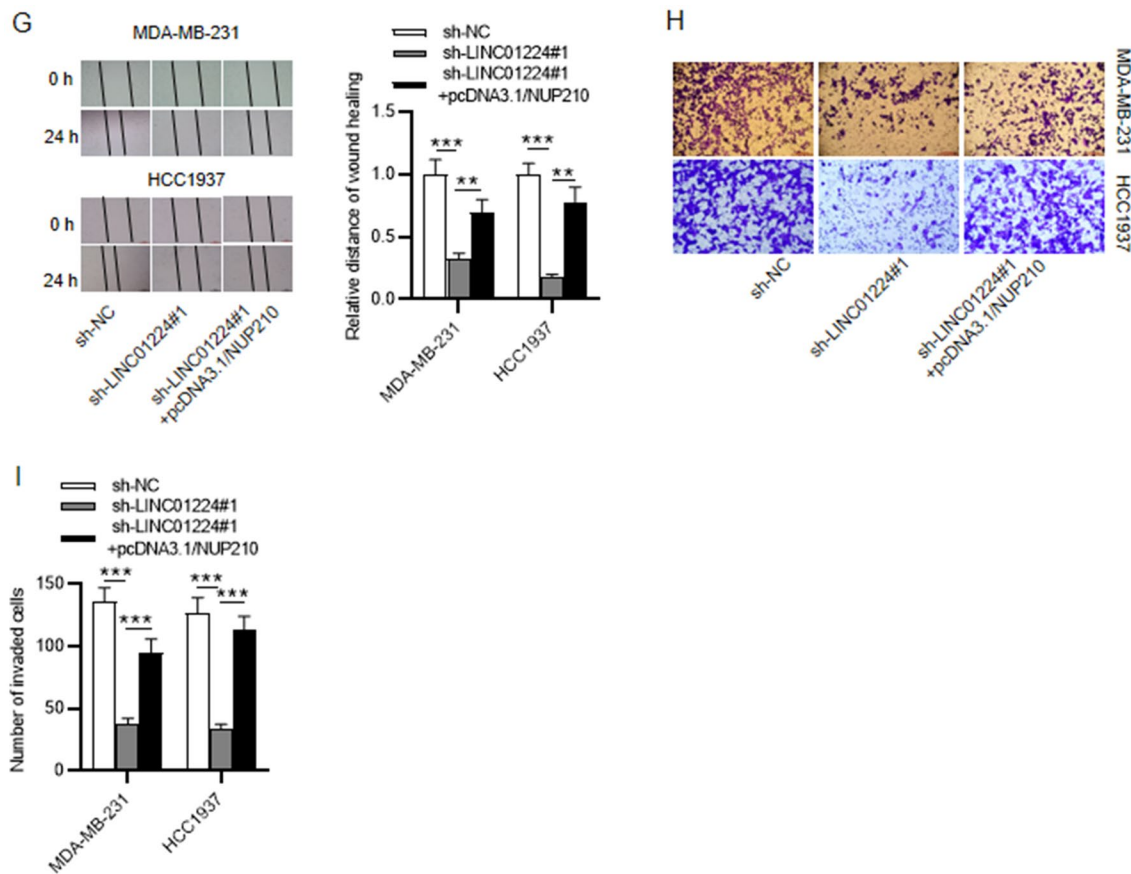 G
MDA-MB-231
0 h
24 h
HCC1937
0 h
24 h
sh-NC
sh-LINC01224#1
sh-LINC01224#1
+pcDNA3.1/NUP210
sh-NC
sh-LINC01224#1
sh-LINC01224#1
+pcDNA3.1/NUP210
Relative distance of wound healing
1.0
0.5
0.0
***
**
***
**
MDA-MB-231
HCC1937
H
MDA-MB-231
HCC1937
sh-NC
sh-LINC01224#1
sh-LINC01224#1
+pcDNA3.1/NUP210
I
sh-NC
sh-LINC01224#1
sh-LINC01224#1
+pcDNA3.1/NUP210
Number of invaded cells
150
100
50
0
***
***
***
***
MDA-MB-231
HCC1937